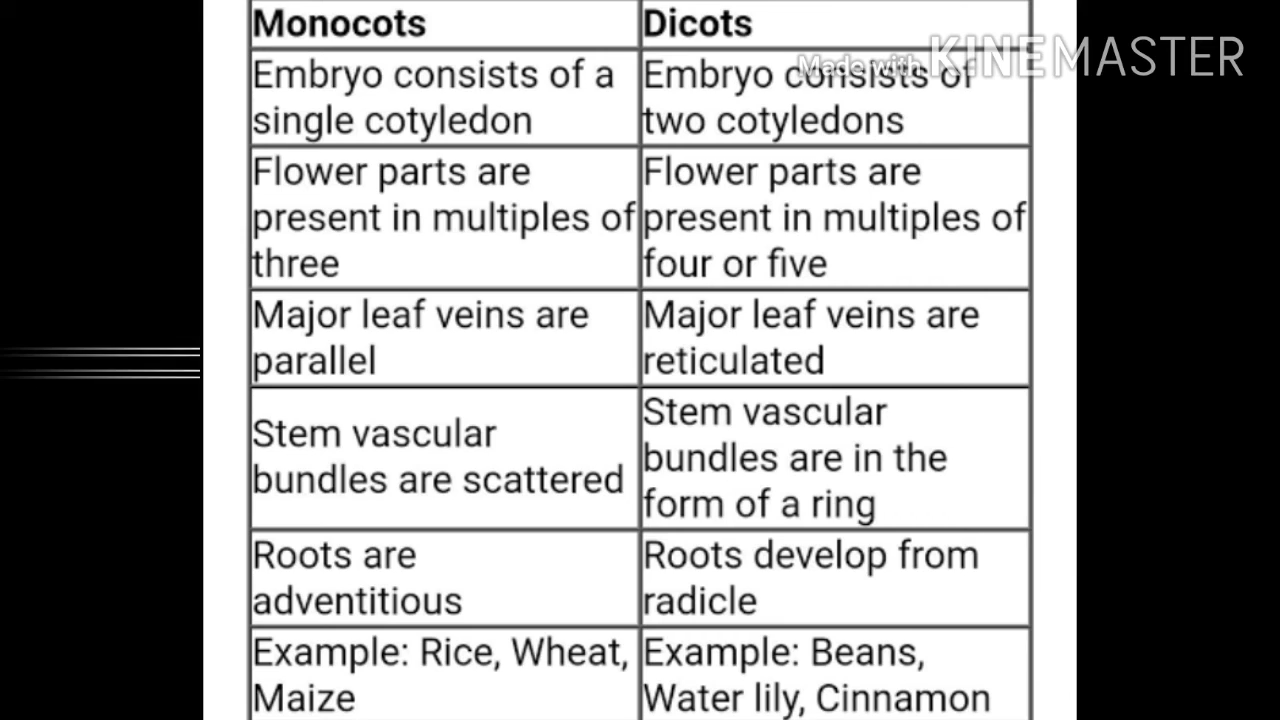 Monocots
Dicots
Made with KINEMASTER
Embryo consists of a
single cotyledon
Embryo consists of
two cotyledons
Flower parts are
present in multiples of
three
Flower parts are
present in multiples of
four or five
Major leaf veins are
parallel
Major leaf veins are
reticulated
Stem vascular
bundles are scattered
Stem vascular
bundles are in the
form of a ring
Roots are
adventitious
Roots develop from
radicle
Example: Rice, Wheat,
Maize
Example: Beans,
Water lily, Cinnamon